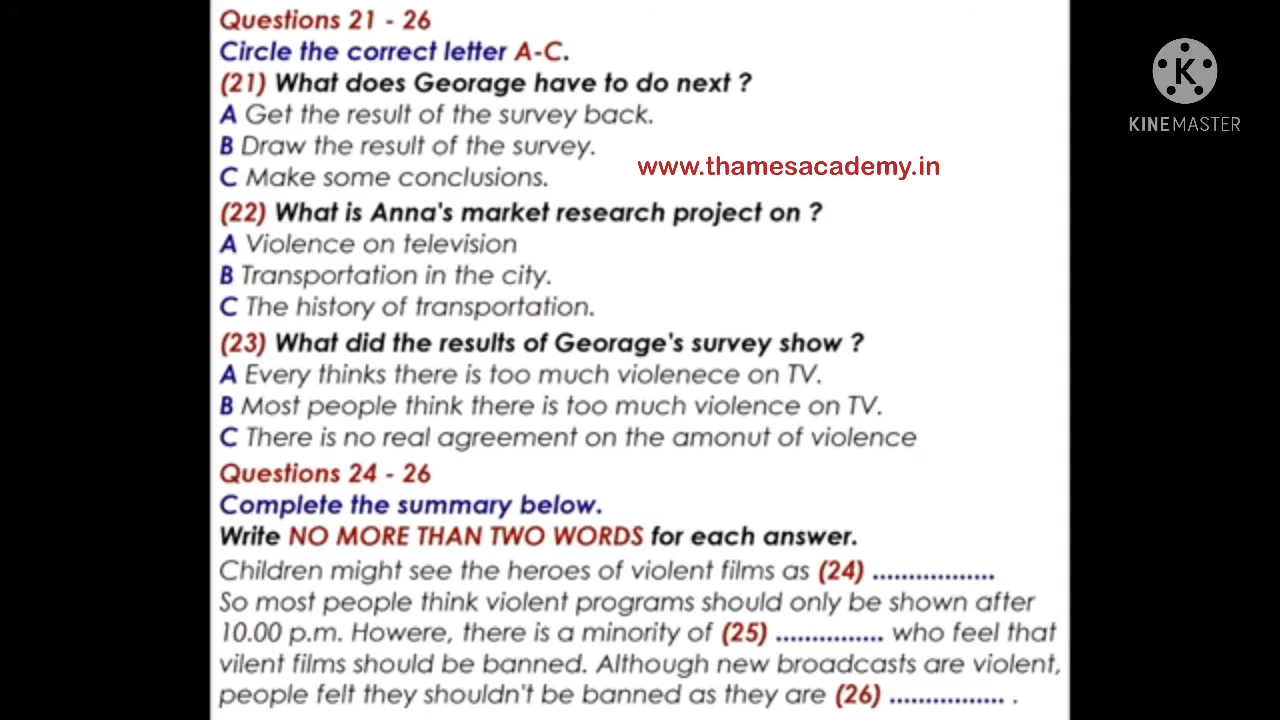 Questions 21 - 26
Circle the correct letter A-C.
(21) What does Georage have to do next ?
A Get the result of the survey back.
B Draw the result of the survey.
C Make some conclusions.
www.thamesacademy.in
KINEMASTER
(22) What is Anna's market research project on ?
A Violence on television
B Transportation in the city.
C The history of transportation.
(23) What did the results of Georage's survey show ?
A Every thinks there is too much violenece on TV.
B Most people think there is too much violence on TV.
C There is no real agreement on the amonut of violence
Questions 24 - 26
Complete the summary below.
Write NO MORE THAN TWO WORDS for each answer.
Children might see the heroes of violent films as (24) .................
So most people think violent programs should only be shown after
10.00 p.m. Howere, there is a minority of (25) ............... who feel that
vilent films should be banned. Although new broadcasts are violent,
people felt they shouldn't be banned as they are (26) ................ .